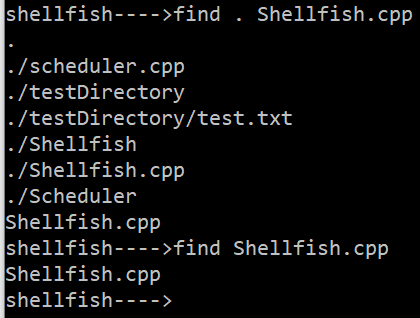 shellfish---->find . Shellfish.cpp
.
./scheduler.cpp
./testDirectory
./testDirectory/test.txt
./Shellfish
./Shellfish.cpp
./Scheduler
Shellfish.cpp
shellfish---->find Shellfish.cpp
Shellfish.cpp
shellfish---->